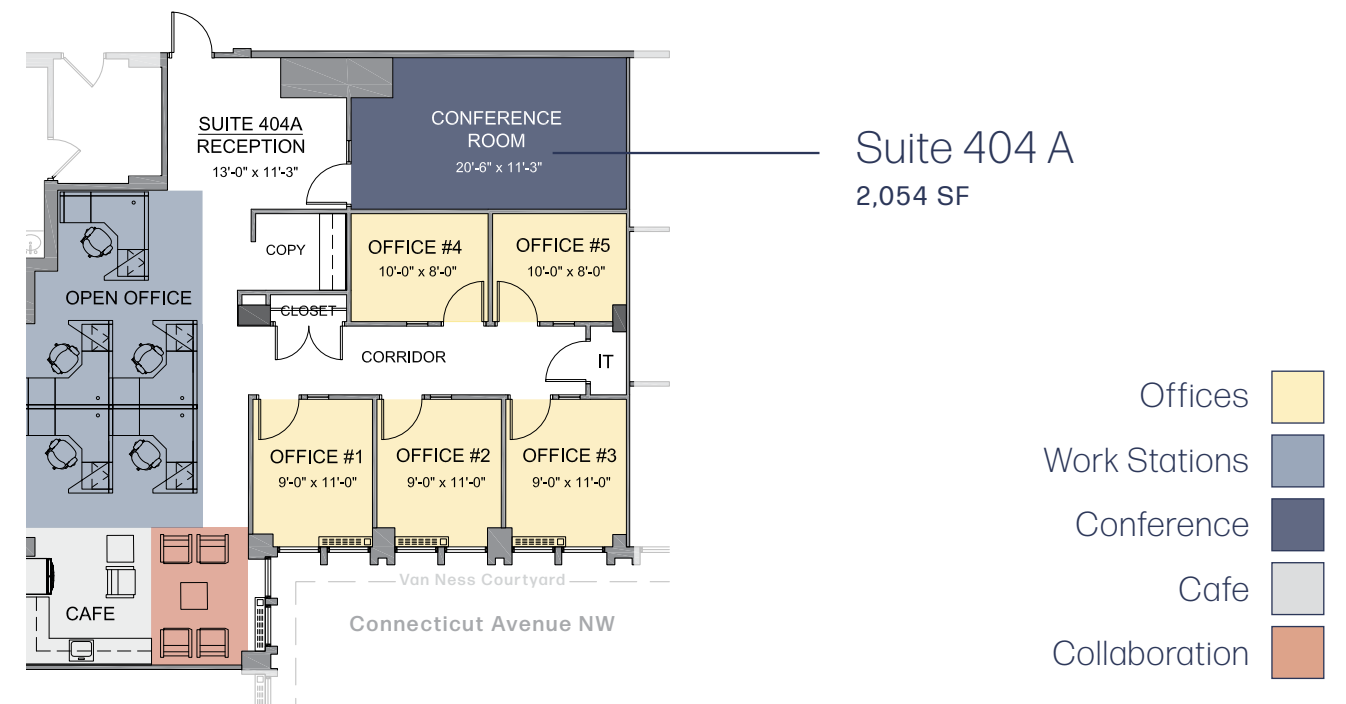 SUITE 404A
RECEPTION
13'-0" x 11'-3"
CONFERENCE
ROOM
20'-6" x 11'-3"
Suite 404 A
2,054 SF
COPY
OFFICE #4
10'-0" x 8'-0"
OFFICE #5
10'-0" x 8'-0"
OPEN OFFICE
CLOSET
CORRIDOR
IT
OFFICE #1
9'-0" x 11'-0"
OFFICE #2
9'-0" x 11'-0"
OFFICE #3
9'-0" x 11'-0"
CAFE
Van Ness Courtyard
Connecticut Avenue NW
Offices
Work Stations
Conference
Cafe
Collaboration